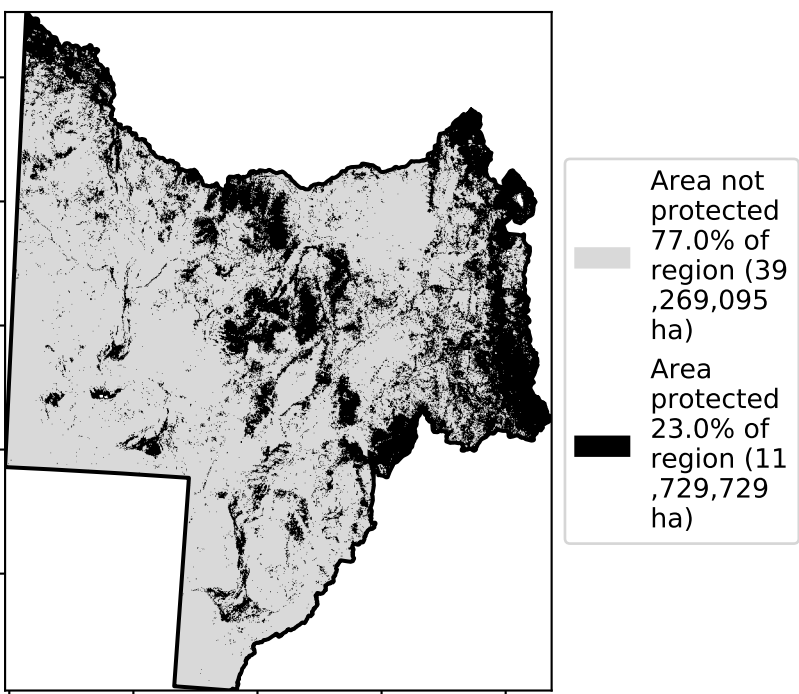 Area not
protected
77.0% of
region (39
,269,095
ha)
Area
protected
23.0% of
region (11
,729,729
ha)